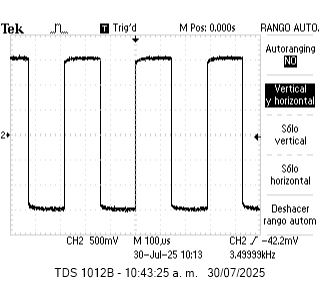 Tek
T Trig'd
M Pos: 0.000s
RANGO AUTO.
Autoranging
NO
Vertical
y horizontal
Sólo
vertical
Sólo
horizontal
Deshacer
rango autom
2
CH2 500mV
M 100µs
CH2 / −42.2mV
30-Jul-25 10:13
3.49999kHz
TDS 1012B - 10:43:25 a. m. 30/07/2025